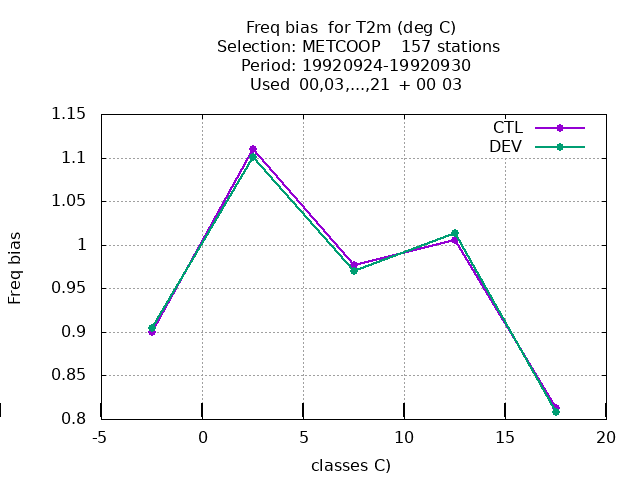 Freq bias  for T2m (deg C)
Selection: METCOOP    157 stations
Period: 19920924-19920930
Used  00,03,...,21  + 00 03
CTL
DEV
1.15
1.1
1.05
1
0.95
0.9
0.85
0.8
Freq bias
-5
0
5
10
15
20
classes C)